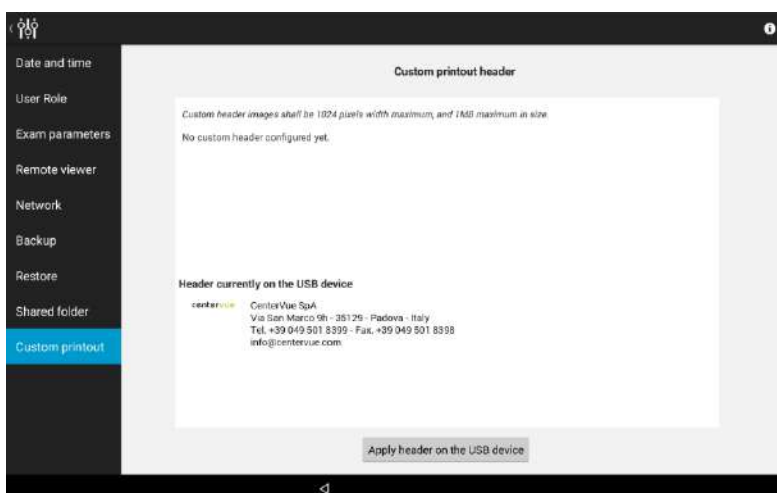 Date and time
User Role
Exam parameters
Remote viewer
Network
Backup
Restore
Shared folder
Custom printout
Custom printout header
Custom header images shall be 1024 pixels width maximum, and 1MB maximum in size.
No custom header configured yet.
Header currently on the USB device
centervue
CenterVue SpA
Via San Marco 9h - 35129 - Padova - Italy
Tel. +39 049 501 8399 - Fax. +39 049 501 8398
info@centervue.com
Apply header on the USB device